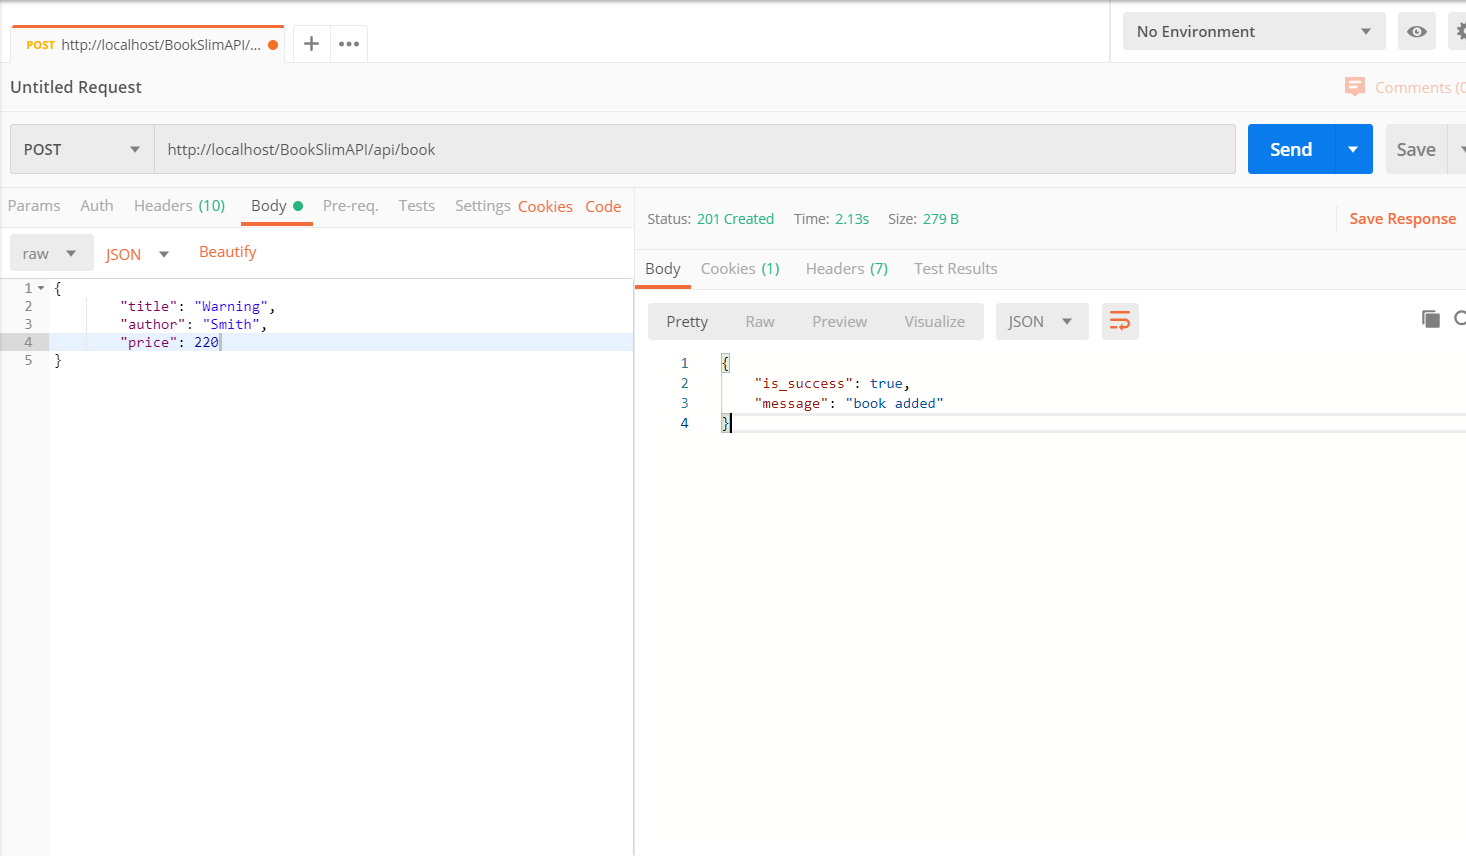 POST http://localhost/BookSlimAPI/...
No Environment
Untitled Request
Comments (0
POST http://localhost/BookSlimAPI/api/book
Send
Save
Params Auth Headers (10) Body Pre-req. Tests Settings Cookies Code
raw JSON Beautify
1 {
2 "title": "Warning",
3 "author": "Smith",
4 "price": 220
5 }
Status: 201 Created Time: 2.13s Size: 279 B
Save Response
Body Cookies (1) Headers (7) Test Results
Pretty Raw Preview Visualize JSON
1 {
2 "is_success": true,
3 "message": "book added"
4 }